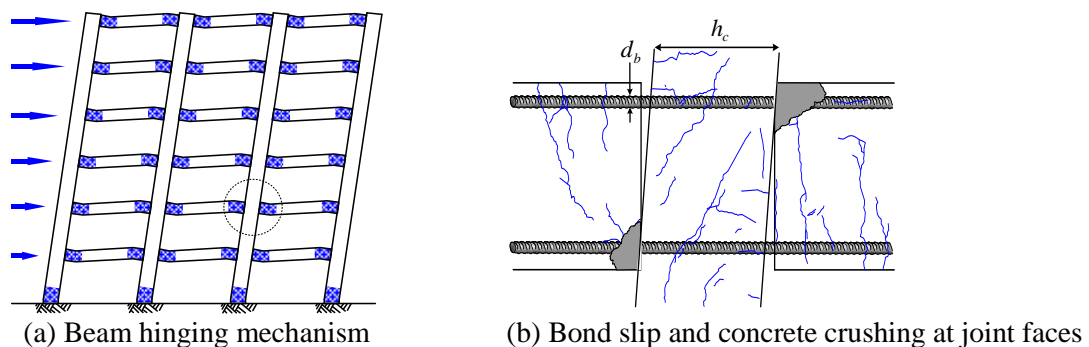 h_c
d_b
(a) Beam hinging mechanism
(b) Bond slip and concrete crushing at joint faces